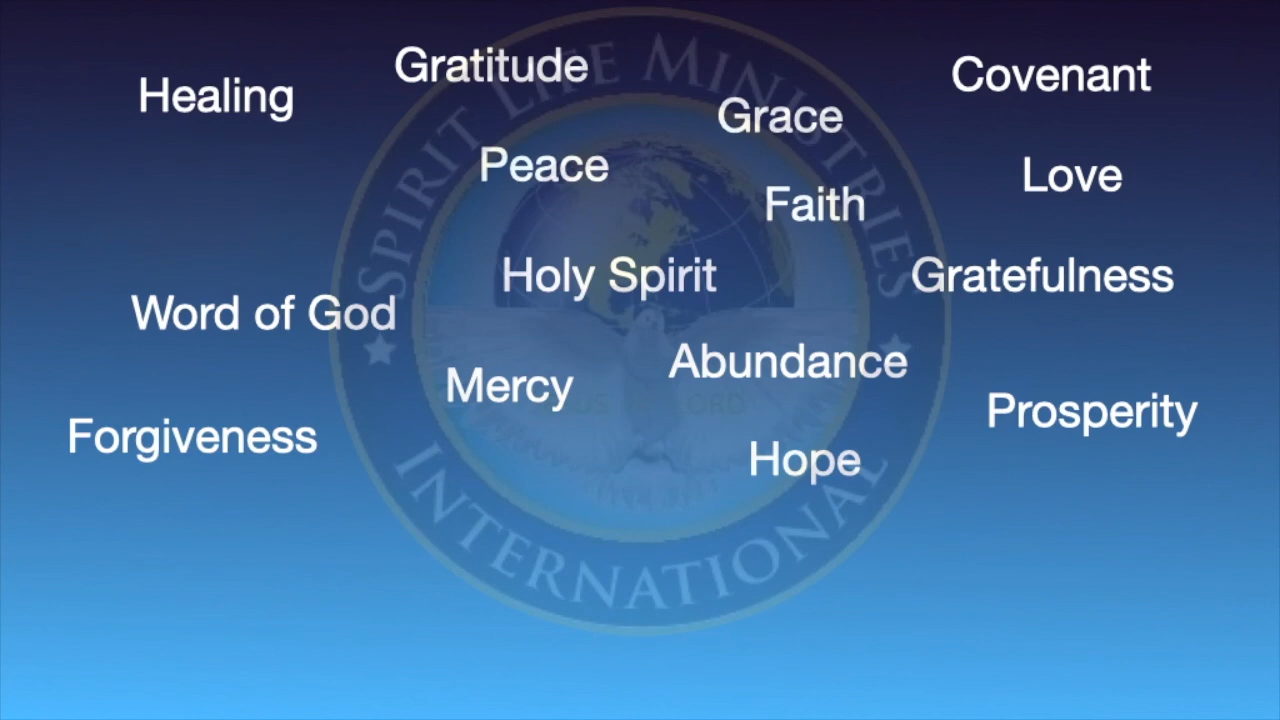 Gratitude
Covenant
Healing
Grace
Peace
Love
Faith
Holy Spirit
Gratefulness
Word of God
Abundance
Mercy
Prosperity
Forgiveness
Hope
SPIRIT LIFE MINISTRIES
LORD
INTERNATIONAL